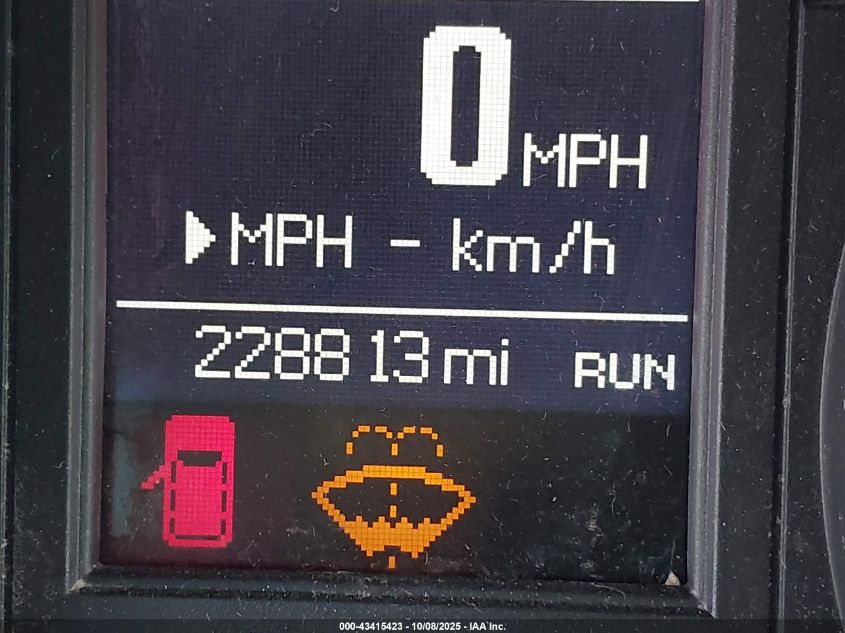 0 MPH
MPH - km/h
228813 mi RUN
000-43415423 - 10/08/2025 - IAA Inc.